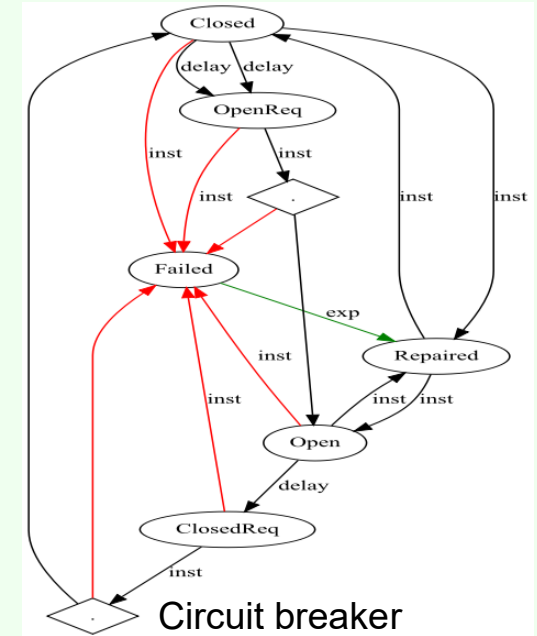 Closed
delay delay
OpenReq
inst inst
inst inst inst
.
Failed
exp
inst Repaired
inst inst inst
Open
delay
ClosedReq
inst
.
Circuit breaker